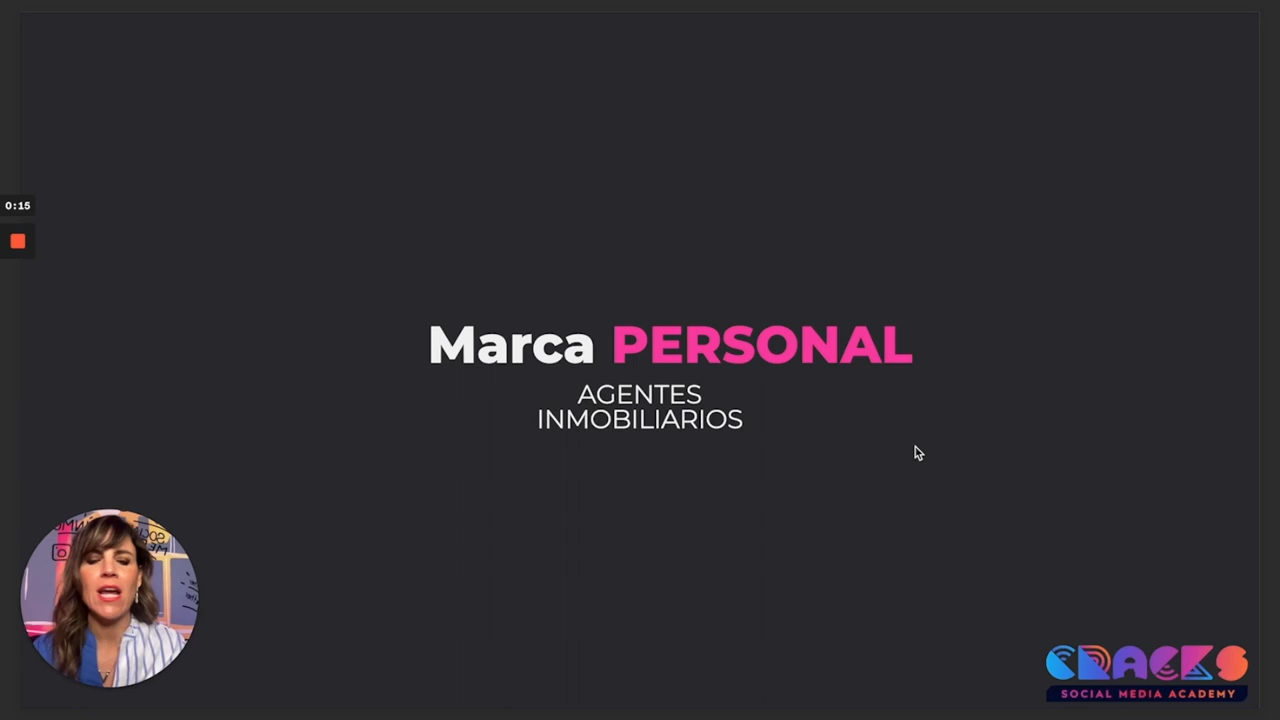 0:15
Marca PERSONAL
AGENTES
INMOBILIARIOS
CRACKS
SOCIAL MEDIA ACADEMY